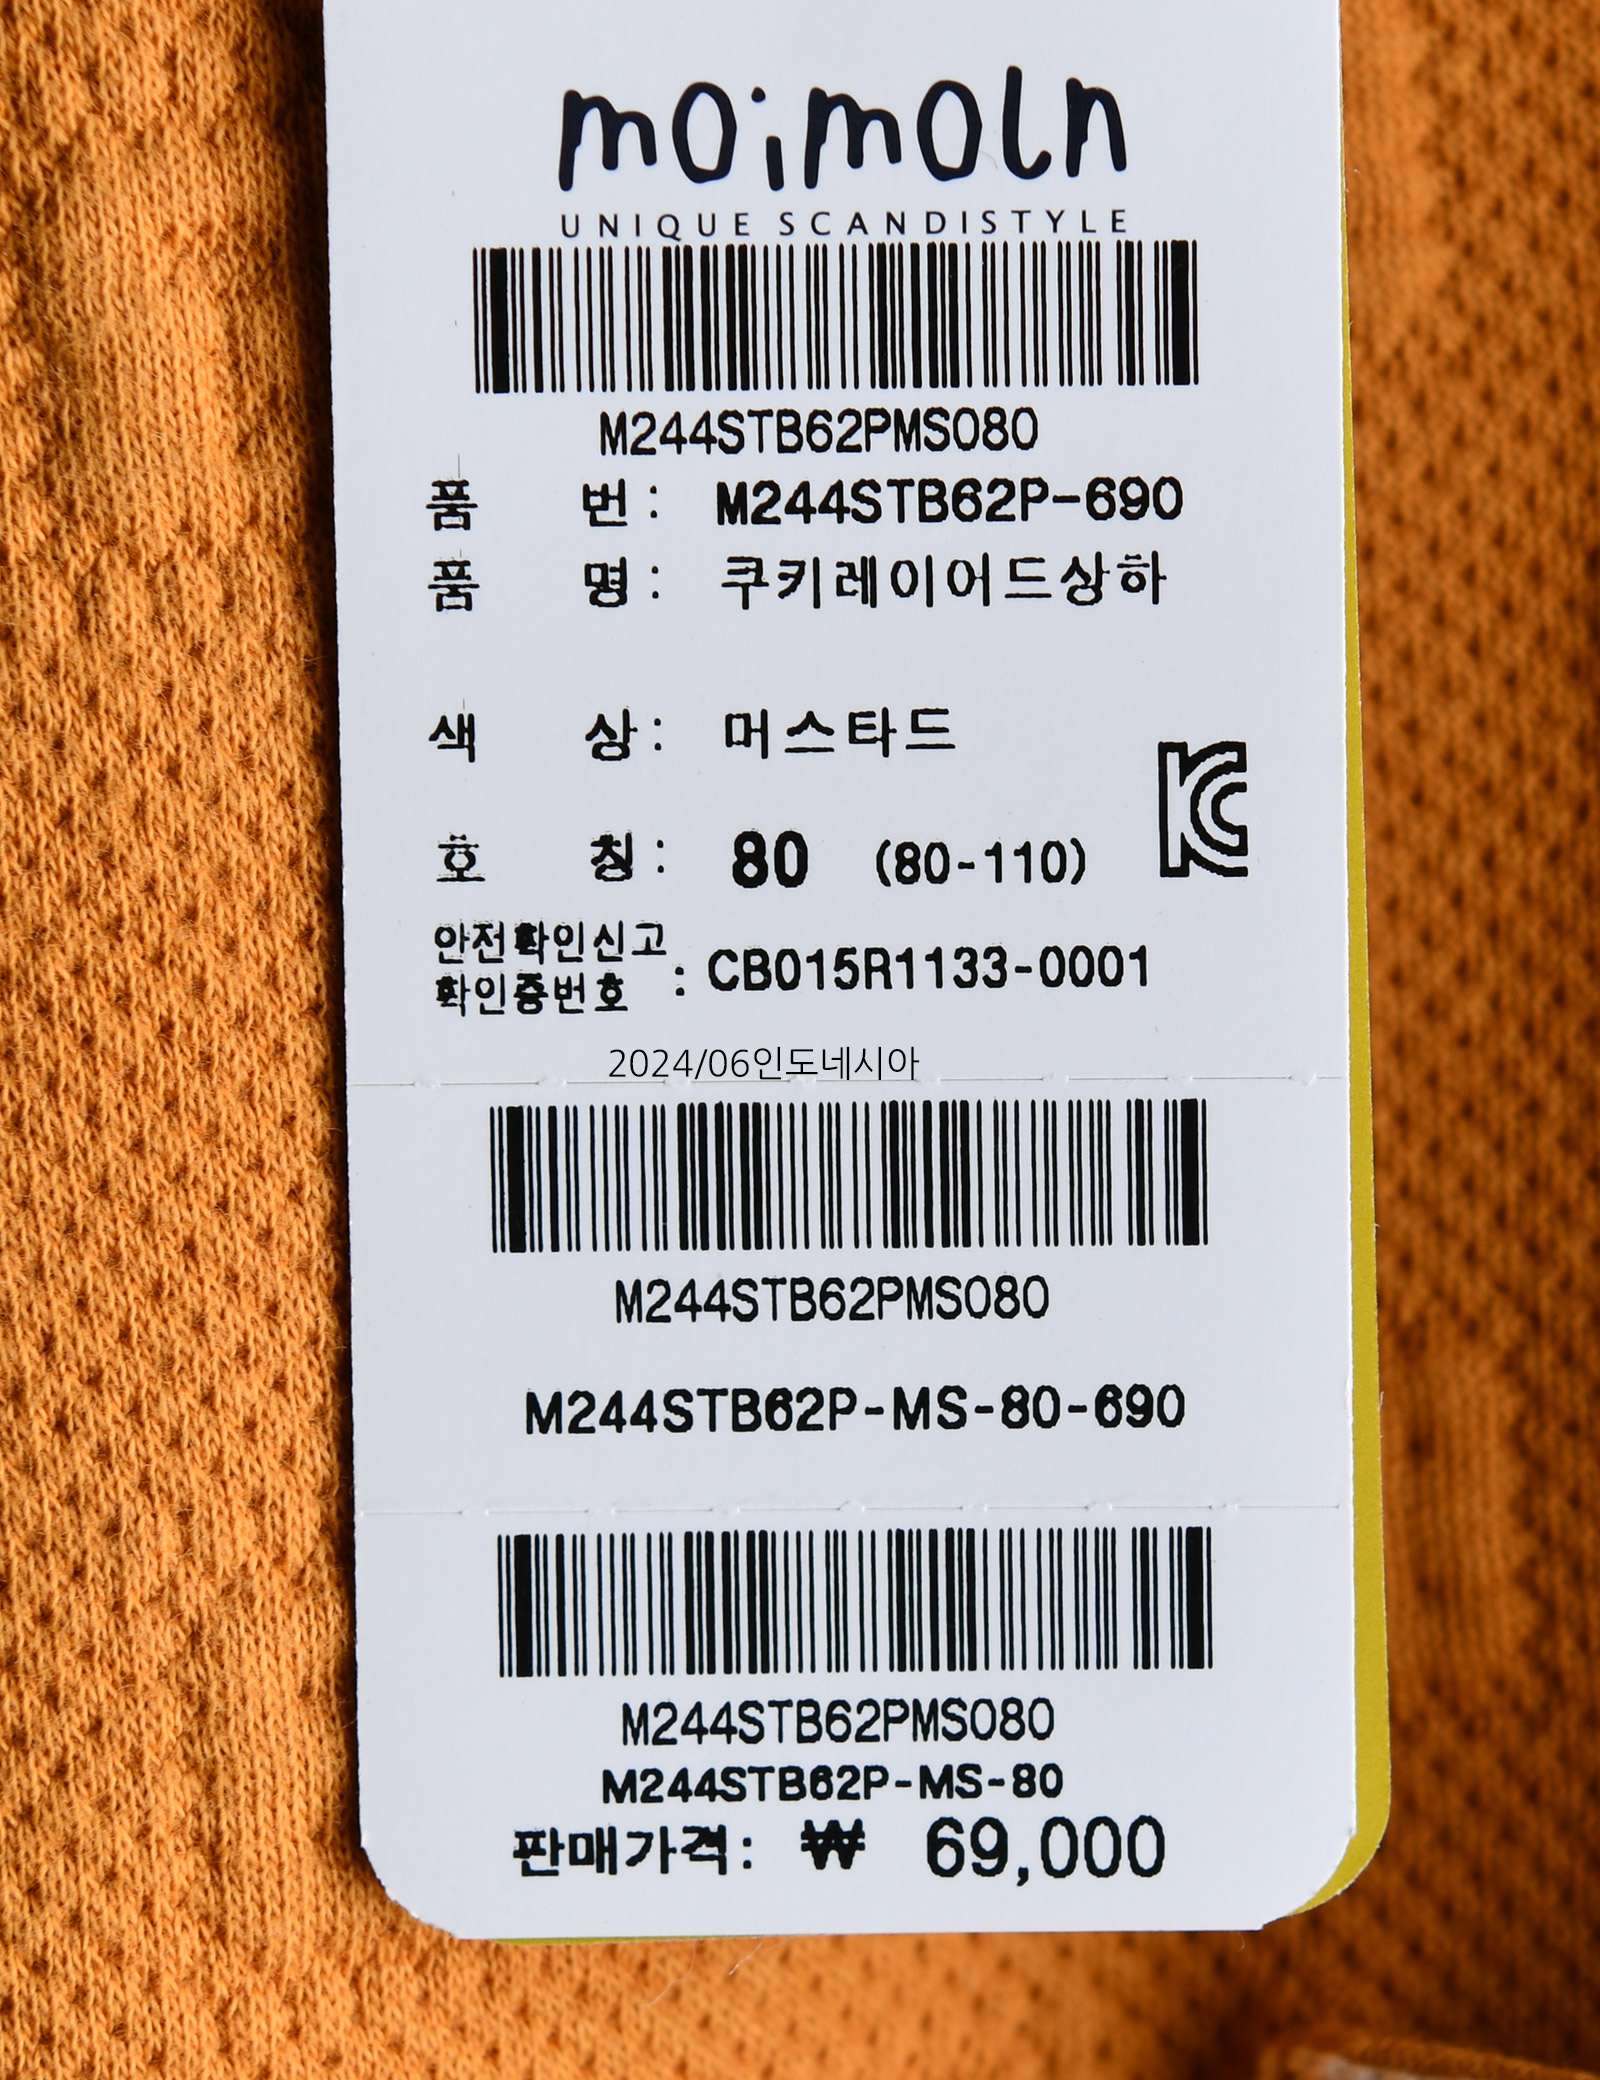 moimoln
UNIQUE SCANDISTYLE
M244STB62PMS080
품 번: M244STB62P-690
품 명: 쿠키레이어드상하
색 상: 머스타드
호 칭: 80 (80-110)
안전확인신고
확인증번호 : CB015R1133-0001
2024/06인도네시아
M244STB62PMS080
M244STB62P-MS-80-690
M244STB62PMS080
M244STB62P-MS-80
판매가격: ₩ 69,000